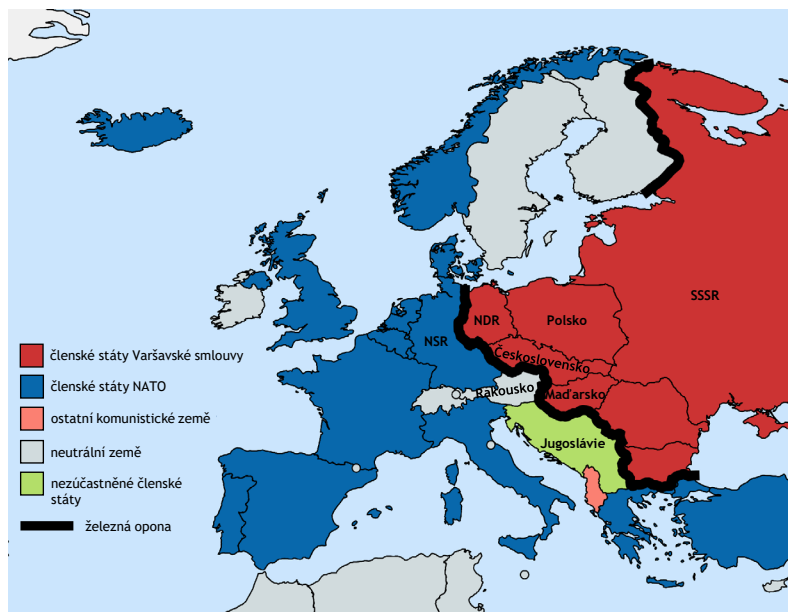 SSSR
NDR
Polsko
NSR
Československo
Rakousko
Maďarsko
Jugoslávie
členské státy Varšavské smlouvy
členské státy NATO
ostatní komunistické země
neutrální země
nezúčastněné členské
státy
železná opona